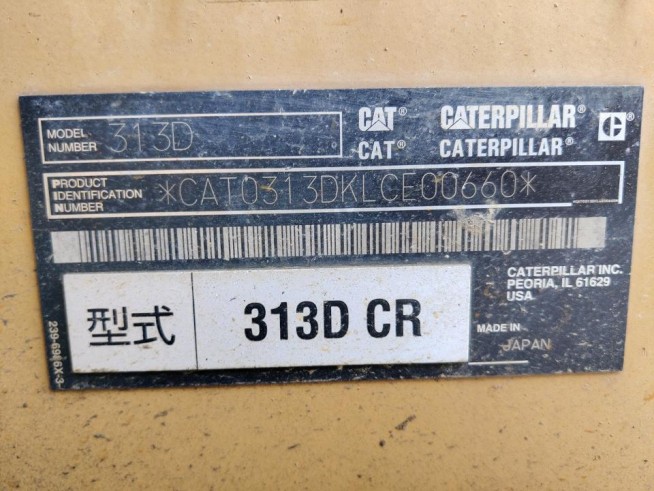 MODEL NUMBER 313D
CAT® CATERPILLAR®
CAT® CATERPILLAR®
PRODUCT IDENTIFICATION NUMBER *CAT0313DKLCE00660*
CATERPILLAR INC.
PEORIA, IL 61629
USA
型式 313D CR
MADE IN JAPAN